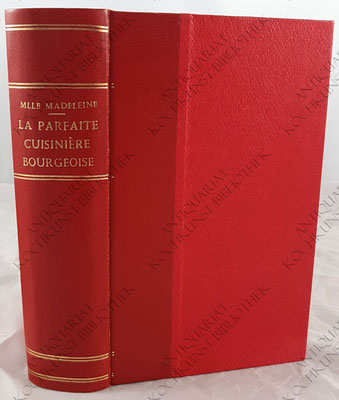 MLLE MADELEINE
LA PARFAITE
CUISINIÈRE
BOURGEOISE
ANTIQUARIAT
KOCHKUNST BIBLIOTHEK